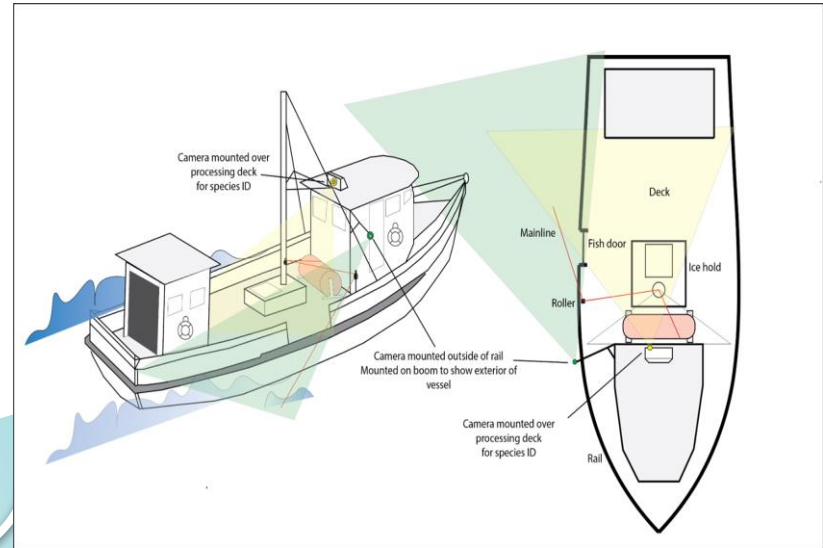 Camera mounted over
processing deck
for species ID
Deck
Mainline
Fish door
Ice hold
Roller
Camera mounted outside of rail
Mounted on boom to show exterior of
vessel
Camera mounted over
processing deck
for species ID
Rail